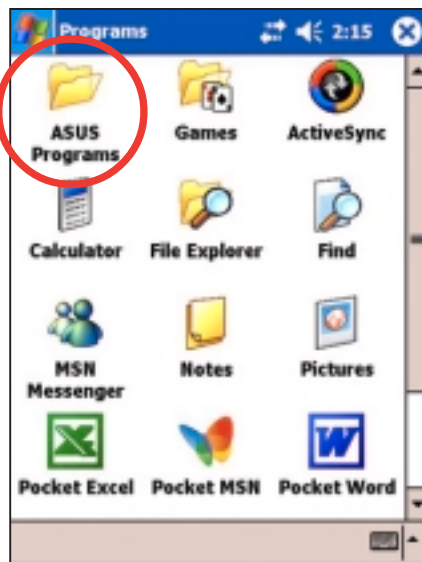 Programs 2:15
ASUS Programs Games ActiveSync
Calculator File Explorer Find
MSN Messenger Notes Pictures
Pocket Excel Pocket MSN Pocket Word